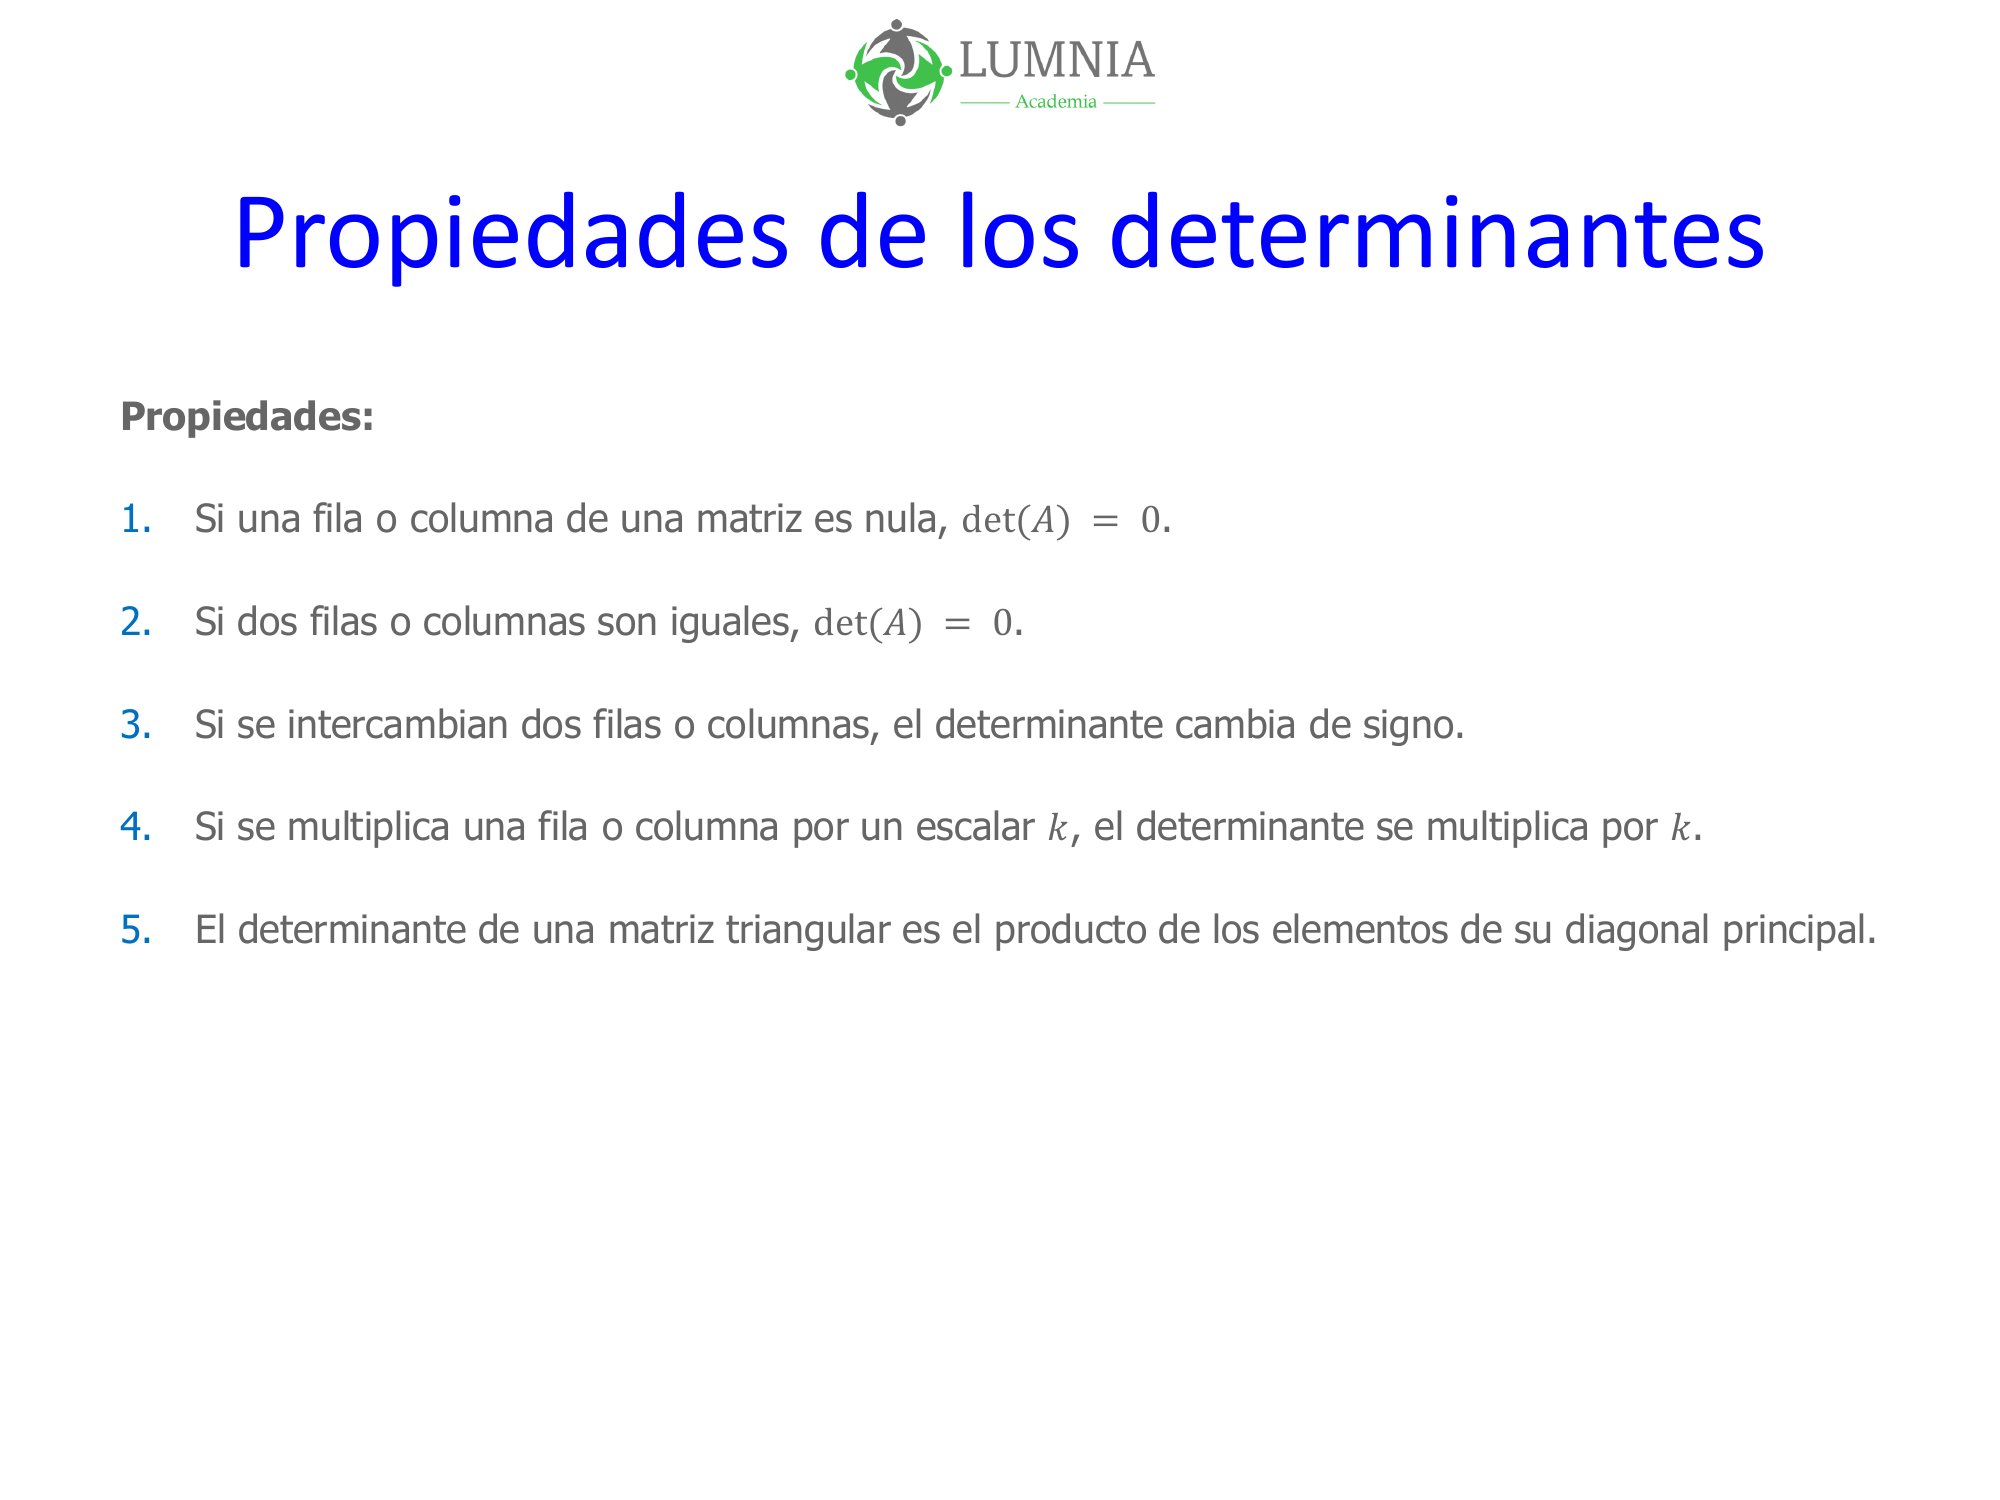 LUMNIA
Academia
Propiedades de los determinantes
Propiedades:
1. Si una fila o columna de una matriz es nula, det(A) = 0.
2. Si dos filas o columnas son iguales, det(A) = 0.
3. Si se intercambian dos filas o columnas, el determinante cambia de signo.
4. Si se multiplica una fila o columna por un escalar k, el determinante se multiplica por k.
5. El determinante de una matriz triangular es el producto de los elementos de su diagonal principal.